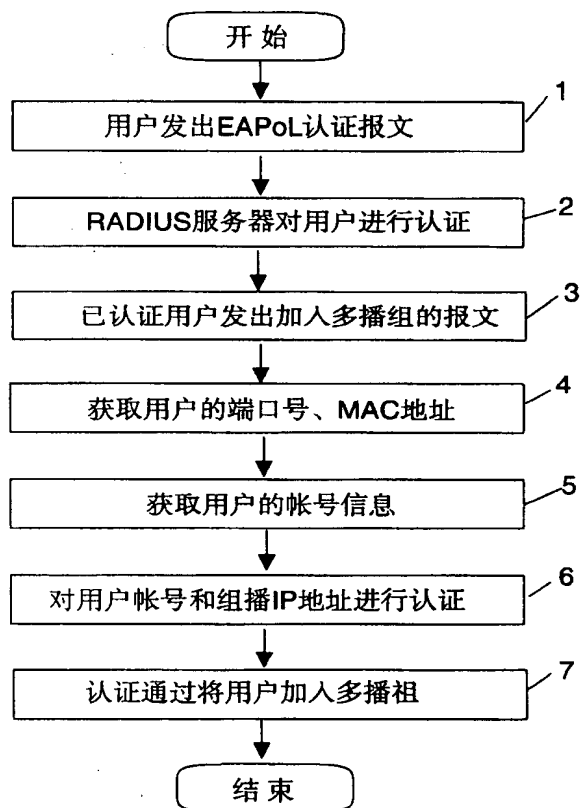 开 始
用户发出EAPoL认证报文
1
RADIUS服务器对用户进行认证
2
已认证用户发出加入多播组的报文
3
获取用户的端口号、MAC地址
4
获取用户的帐号信息
5
对用户帐号和组播IP地址进行认证
6
认证通过将用户加入多播祖
7
结 束